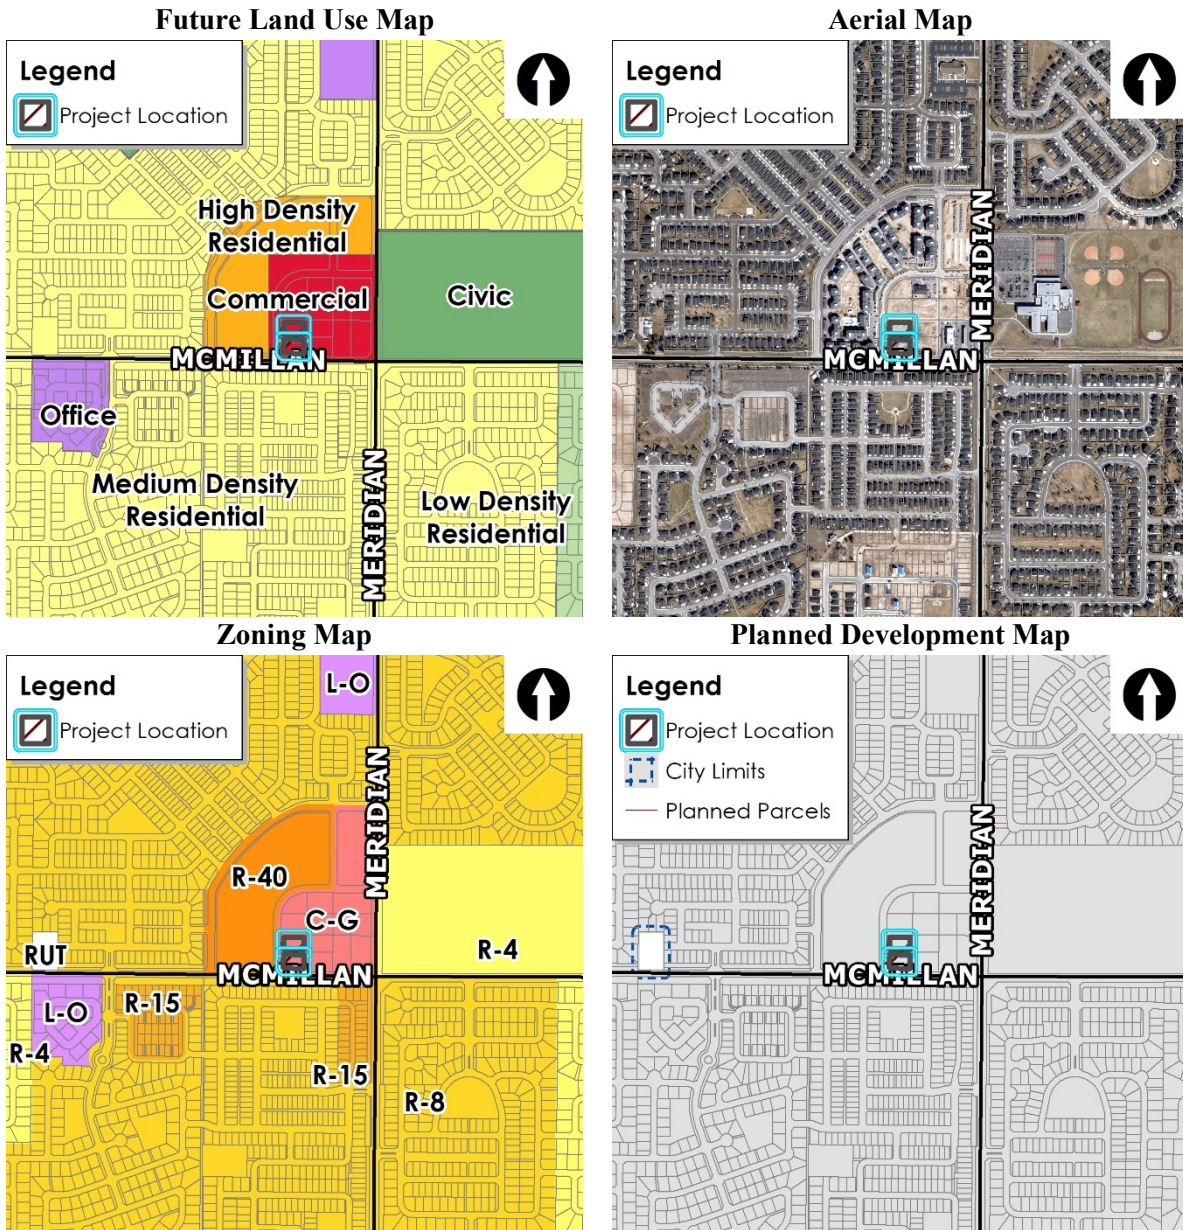 Future Land Use Map
Legend
Project Location
High Density
Residential
Commercial
Civic
MCMILLAN
Office
Medium Density
Residential
MERIDIAN
Low Density
Residential
Aerial Map
Legend
Project Location
MERIDIAN
MCMILLAN
Zoning Map
Legend
Project Location
L-O
MERIDIAN
R-40
C-G
RUT
R-4
MCMILLAN
L-O
R-15
R-4
R-15
R-8
Planned Development Map
Legend
Project Location
City Limits
Planned Parcels
MERIDIAN
MCMILLAN